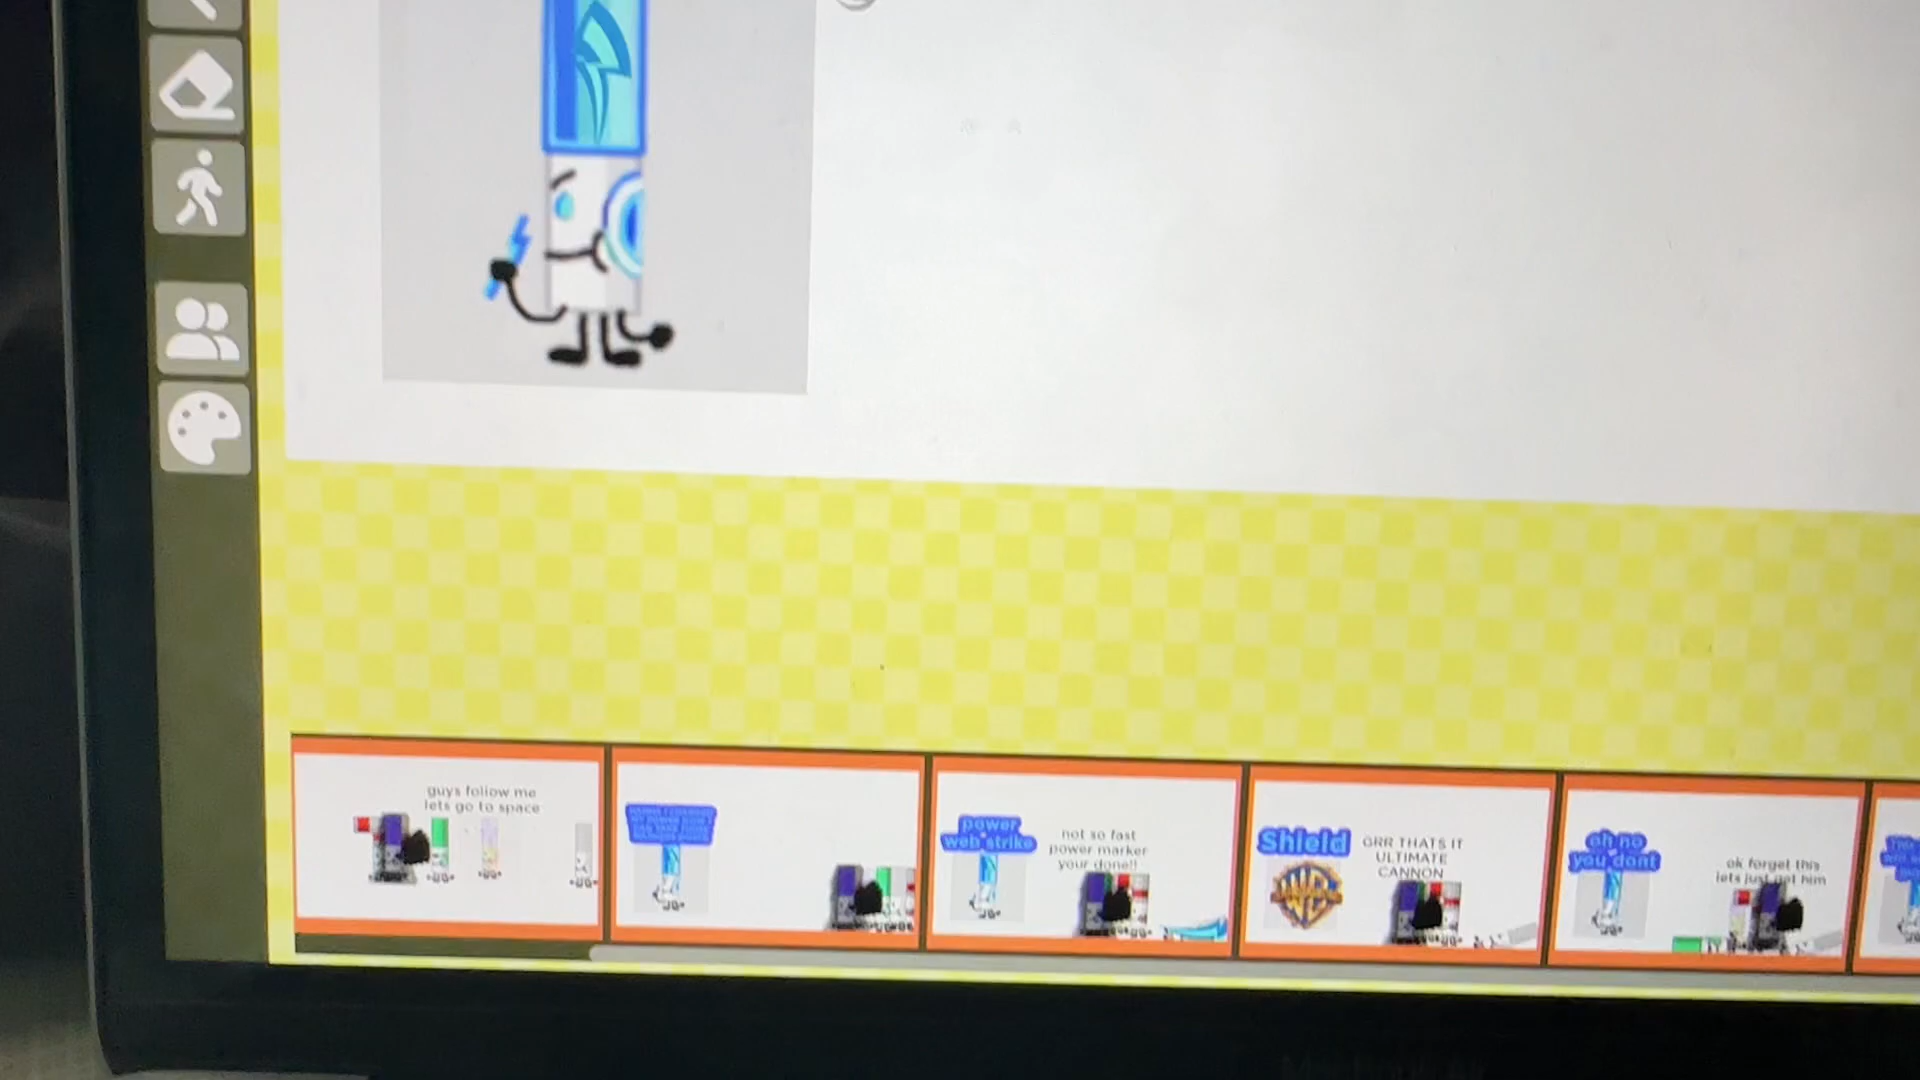 guys follow me
lets go to space
power
web strike
not so fast
power marker
your done!!
Shield
GRR THATS IT
ULTIMATE
CANNON
WB
oh no
you dont
ok forget this
lets just get him